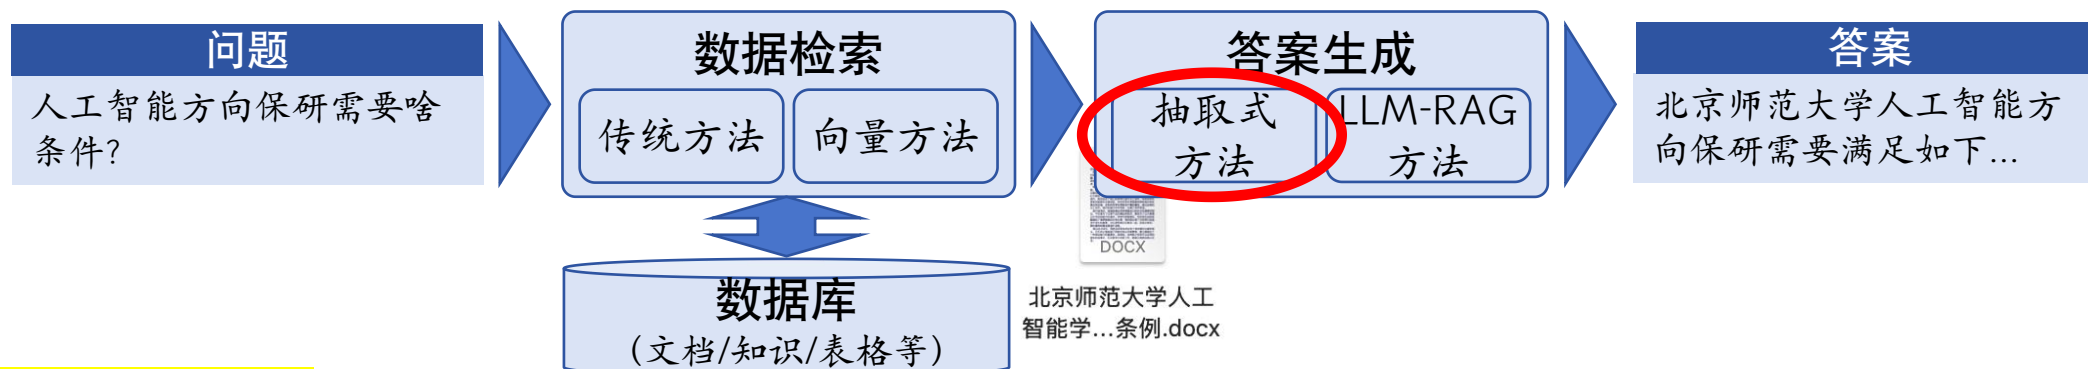 问题
人工智能方向保研需要啥
条件?
数据检索
传统方法
向量方法
数据库
(文档/知识/表格等)
答案生成
抽取式
方法
LLM-RAG
方法
DOCX
北京师范大学人工
智能学...条例.docx
答案
北京师范大学人工智能方
向保研需要满足如下...